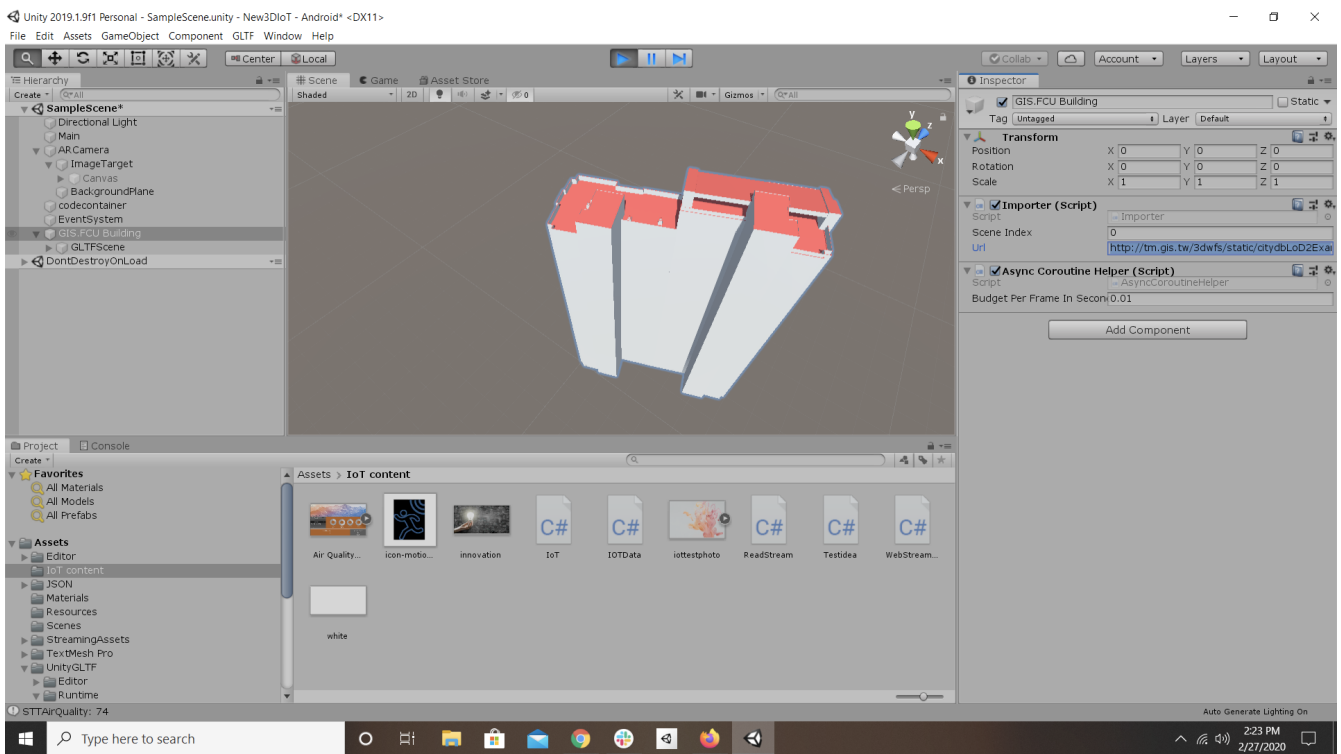 Unity 2019.1.9f1 Personal - SampleScene.unity - New3DIoT - Android* <DX11>
File Edit Assets GameObject Component GLTF Window Help
Center Local Collab Account Layers Layout
Hierarchy
Create All
SampleScene*
Directional Light
Main
ARCamera
ImageTarget
Canvas
BackgroundPlane
codecontainer
EventSystem
GIS.FCU Building
GLTFScene
DontDestroyOnLoad
Scene Game Asset Store
Shaded 2D 0 Gizmos All
y
z
x
Persp
Inspector
GIS.FCU Building Static
Tag Untagged Layer Default
Transform
Position X 0 Y 0 Z 0
Rotation X 0 Y 0 Z 0
Scale X 1 Y 1 Z 1
Importer (Script)
Script Importer
Scene Index 0
Url http://tm.gis.tw/3dwfs/static/citydbLoD2Exa
Async Coroutine Helper (Script)
Script AsyncCoroutineHelper
Budget Per Frame In Secon 0.01
Add Component
Project Console
Create
Favorites
All Materials
All Models
All Prefabs
Assets
Editor
IoT content
JSON
Materials
Resources
Scenes
StreamingAssets
TextMesh Pro
UnityGLTF
Editor
Runtime
Assets > IoT content
C# C# C# C# C#
Air Quality... icon-motio... innovation IoT IOTData iottestphoto ReadStream Testidea WebStream...
white
STTAirQuality: 74
Auto Generate Lighting On
Type here to search
2:23 PM
2/27/2020